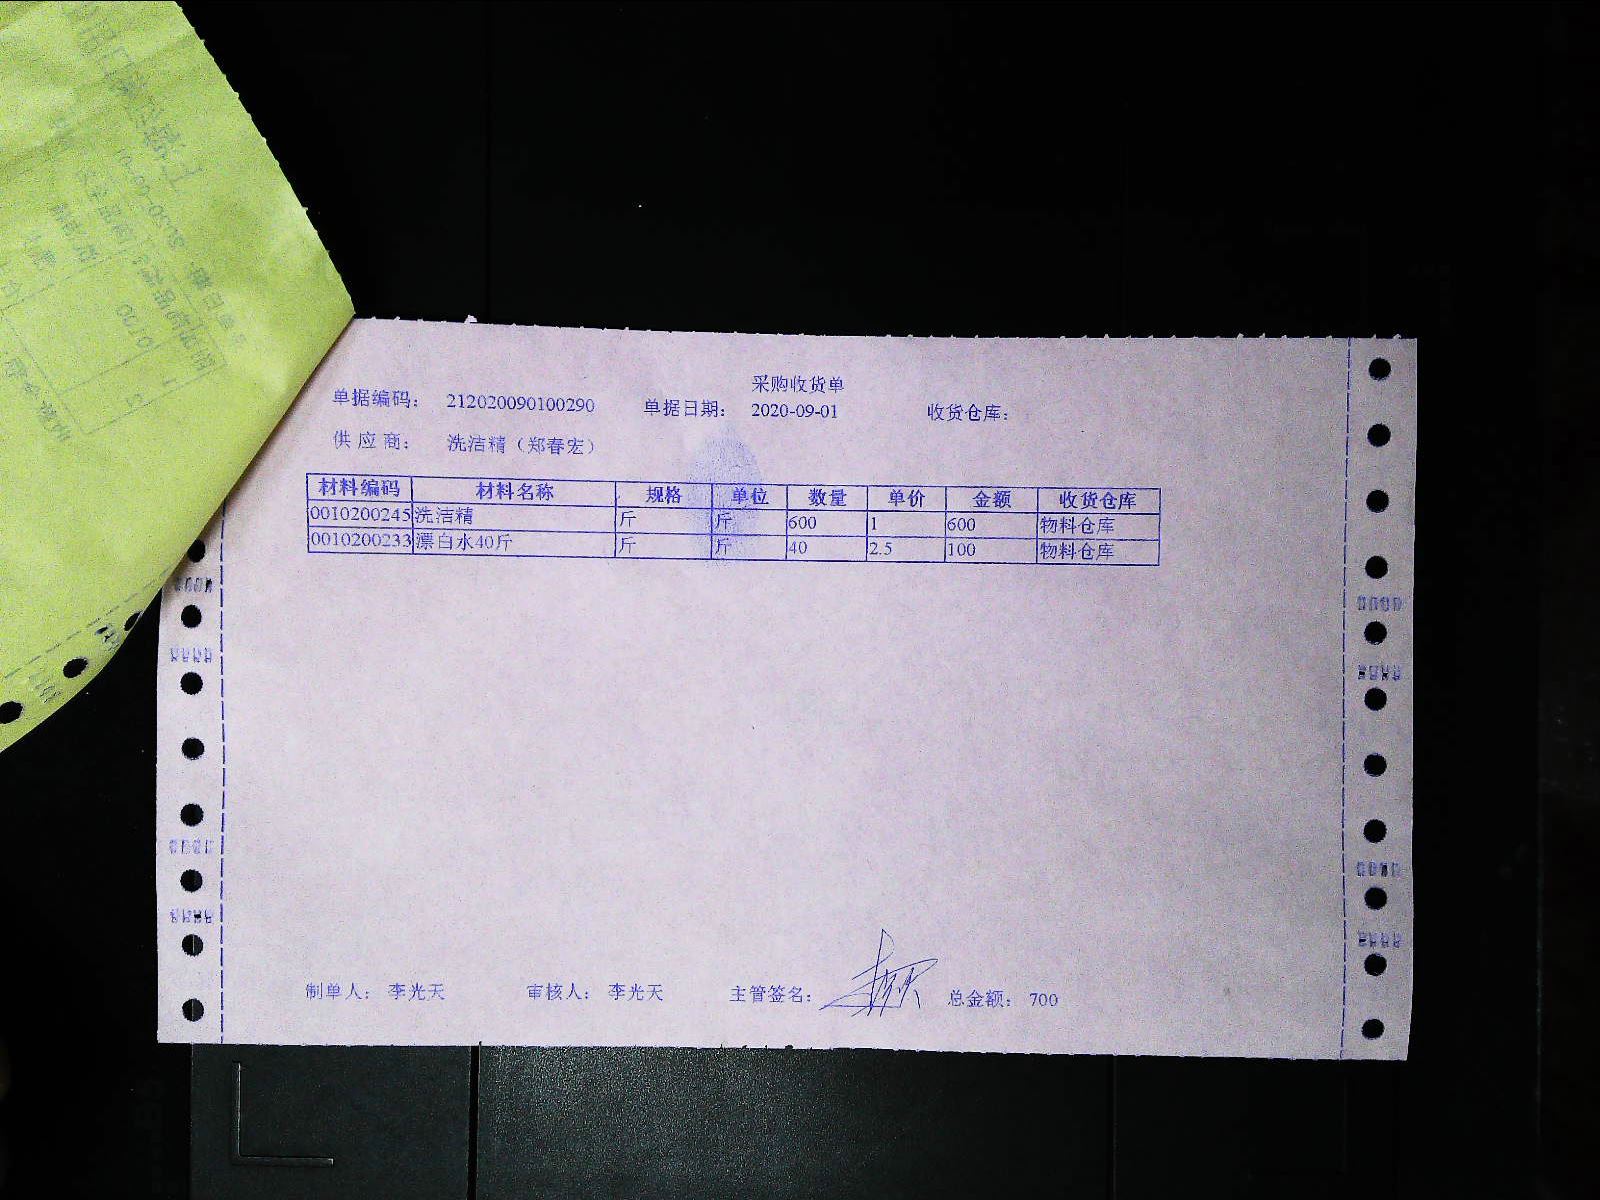 采购收货单
单据编码： 212020090100290 单据日期： 2020-09-01 收货仓库：
供 应 商： 洗洁精（郑春宏）
材料编码 材料名称 规格 单位 数量 单价 金额 收货仓库
0010200245 洗洁精 斤 斤 600 1 600 物料仓库
0010200233 漂白水40斤 斤 斤 40 2.5 100 物料仓库
制单人： 李光天 审核人： 李光天 主管签名： 总金额： 700